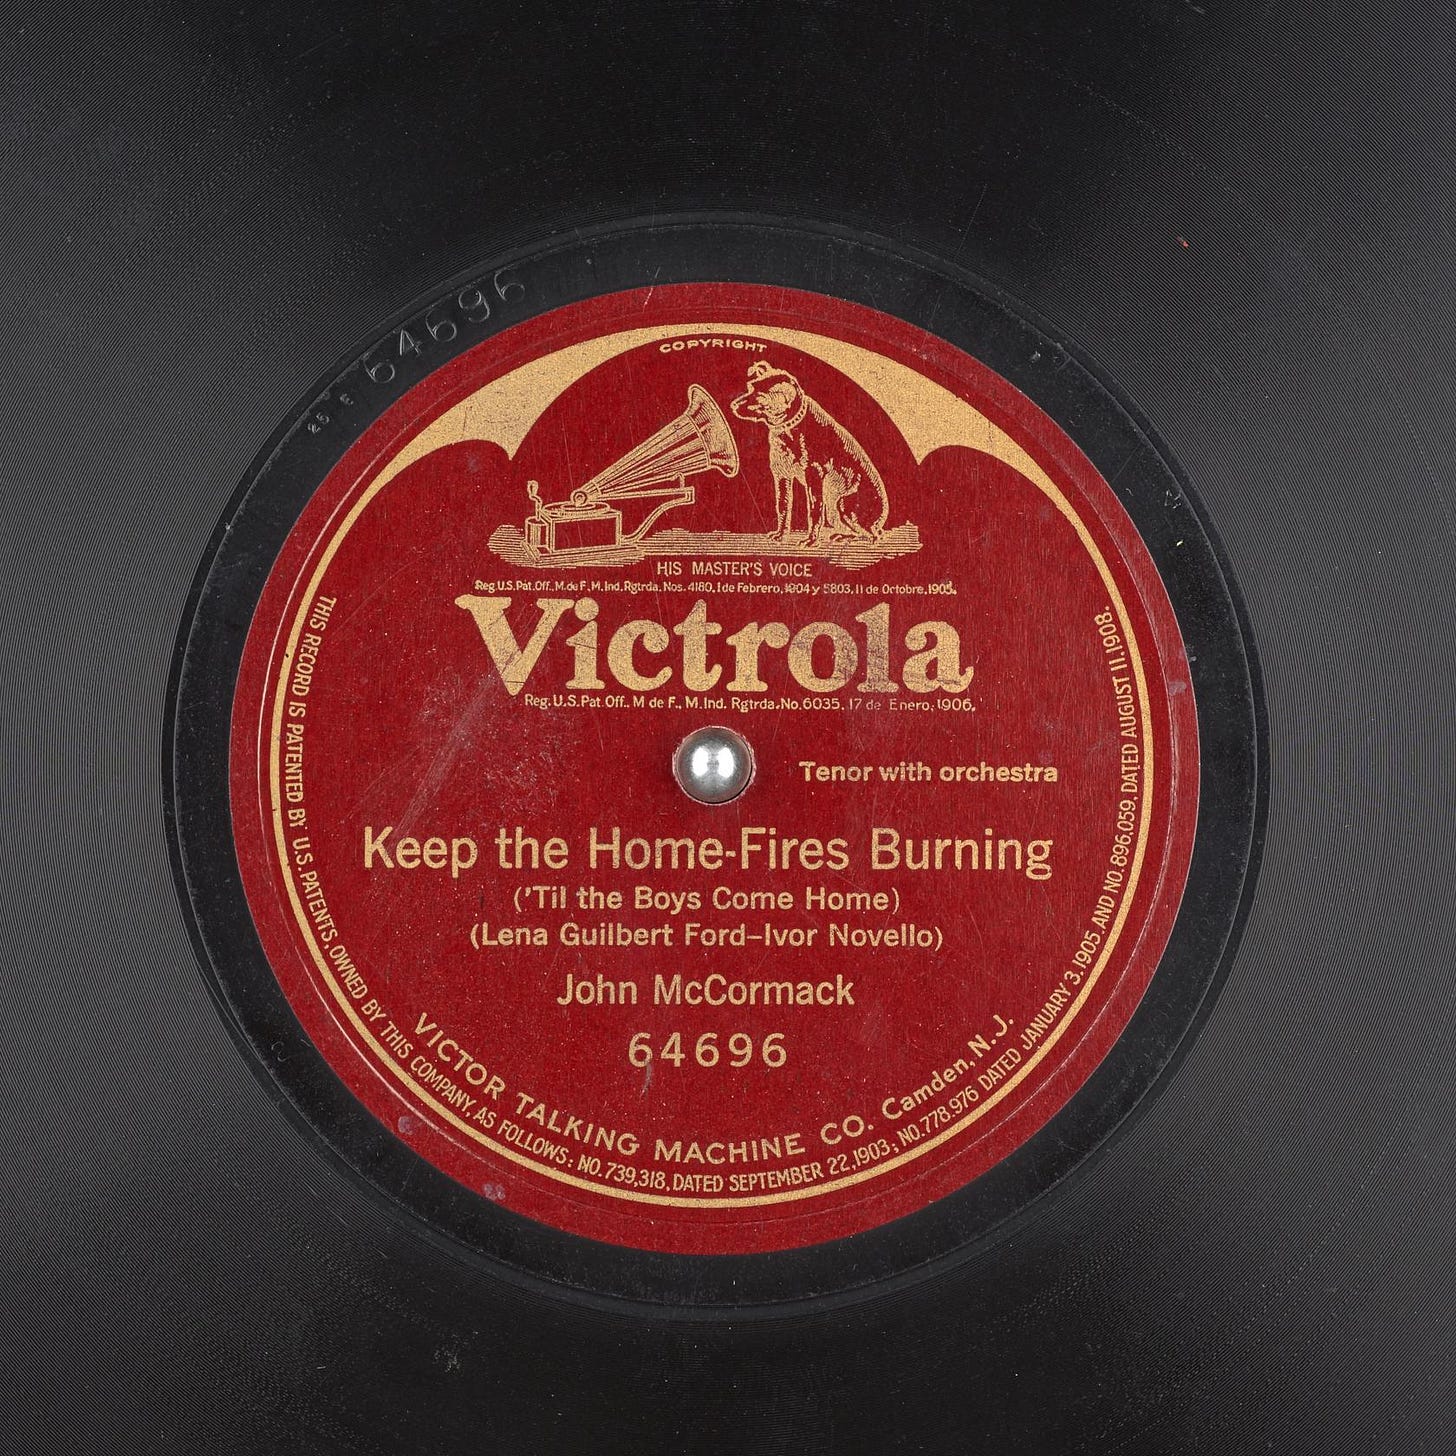 64696
25 S
COPYRIGHT
HIS MASTER'S VOICE
Reg.U.S.Pat.Off., M.de F., M.Ind. Rgtrda. Nos. 4180, 1 de Febrero, 1904 y 5803, 11 de Octobre, 1905.
Victrola
Reg.U.S.Pat.Off. M de F., M.Ind. Rgtrda. No. 6035, 17 de Enero, 1906.
Tenor with orchestra
Keep the Home-Fires Burning
('Til the Boys Come Home)
(Lena Guilbert Ford–Ivor Novello)
John McCormack
64696
VICTOR TALKING MACHINE CO. Camden, N.J.
THIS RECORD IS PATENTED BY U.S. PATENTS, OWNED BY THIS COMPANY, AS FOLLOWS: NO. 739,318, DATED SEPTEMBER 22, 1903; NO. 778.976 DATED JANUARY 3, 1905 AND NO. 896,059, DATED AUGUST 11, 1908.